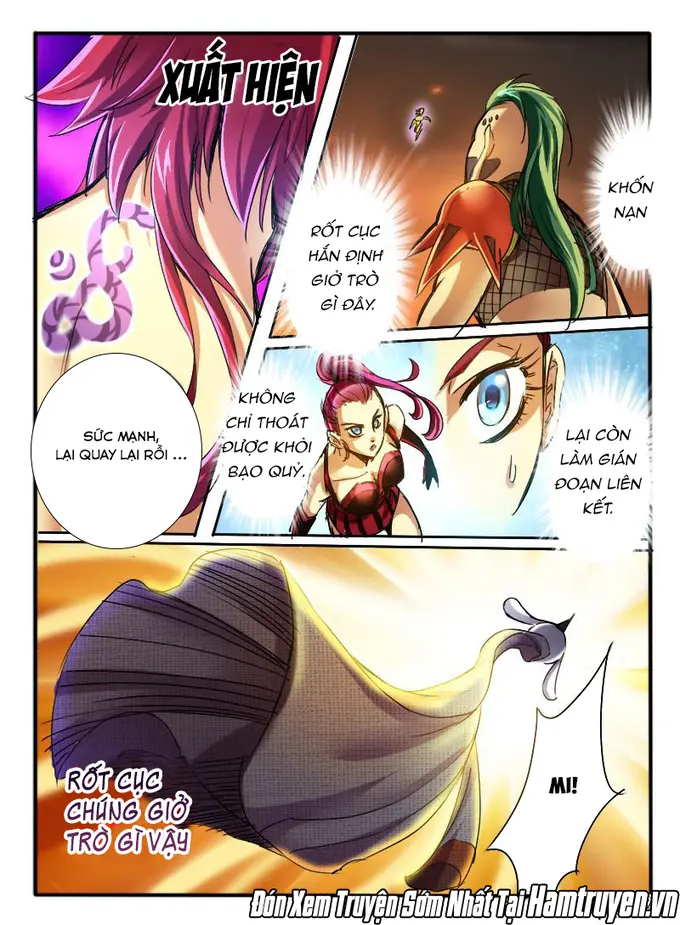 XUẤT HIỆN
KHỐN
NẠN
RỐT CỤC
HẮN ĐỊNH
GIỞ TRÒ
GÌ ĐÂY.
SỨC MẠNH,
LẠI QUAY LẠI RỒI ...
KHÔNG
CHỈ THOÁT
ĐƯỢC KHỎI
BẠO QUỶ.
LẠI CÒN
LÀM GIÁN
ĐOẠN LIÊN
KẾT.
MI!
RỐT CỤC
CHÚNG GIỞ
TRÒ GÌ VẬY
Đón Xem Truyện Sớm Nhất Tại Hamtruyen.vn